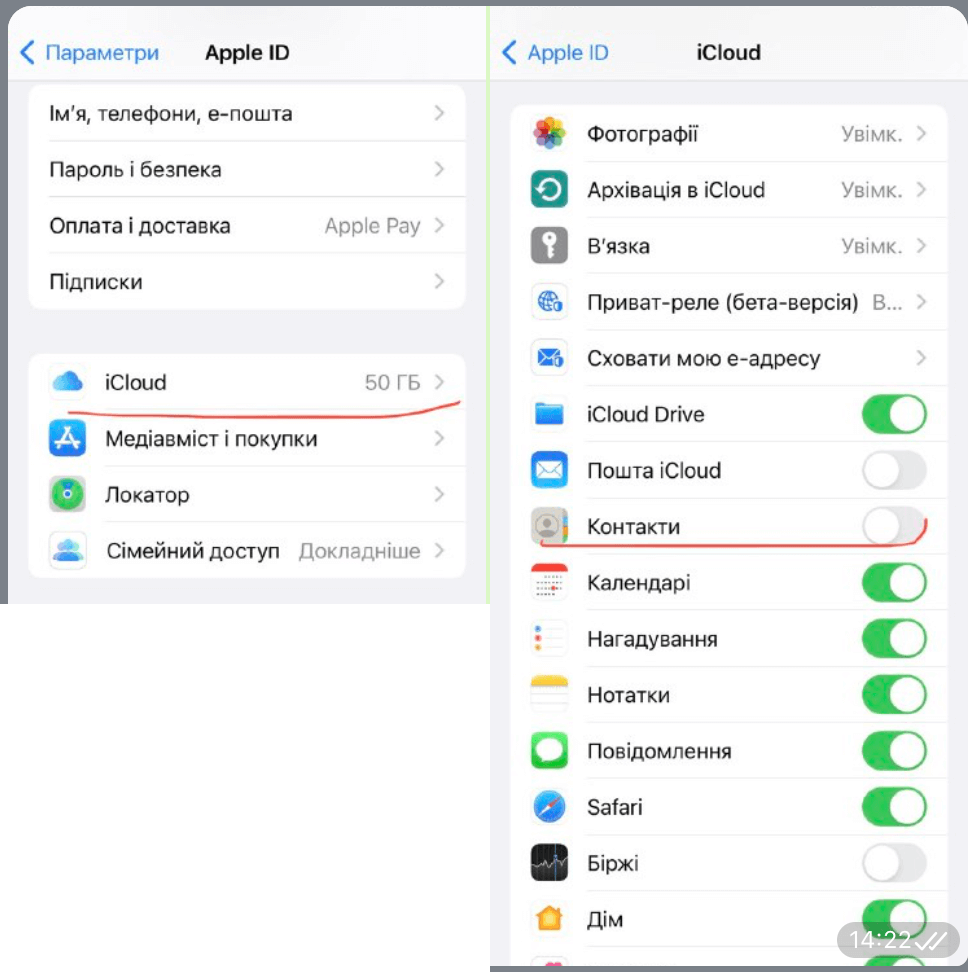 Параметри
Apple ID
Ім'я, телефони, е-пошта
Пароль і безпека
Оплата і доставка Apple Pay
Підписки
iCloud 50 ГБ
Медіавміст і покупки
Локатор
Сімейний доступ Докладніше
Apple ID
iCloud
Фотографії Увімк.
Архівація в iCloud Увімк.
В'язка Увімк.
Приват-реле (бета-версія) В...
Сховати мою е-адресу
iCloud Drive
Пошта iCloud
Контакти
Календарі
Нагадування
Нотатки
Повідомлення
Safari
Біржі
Дім
14:22